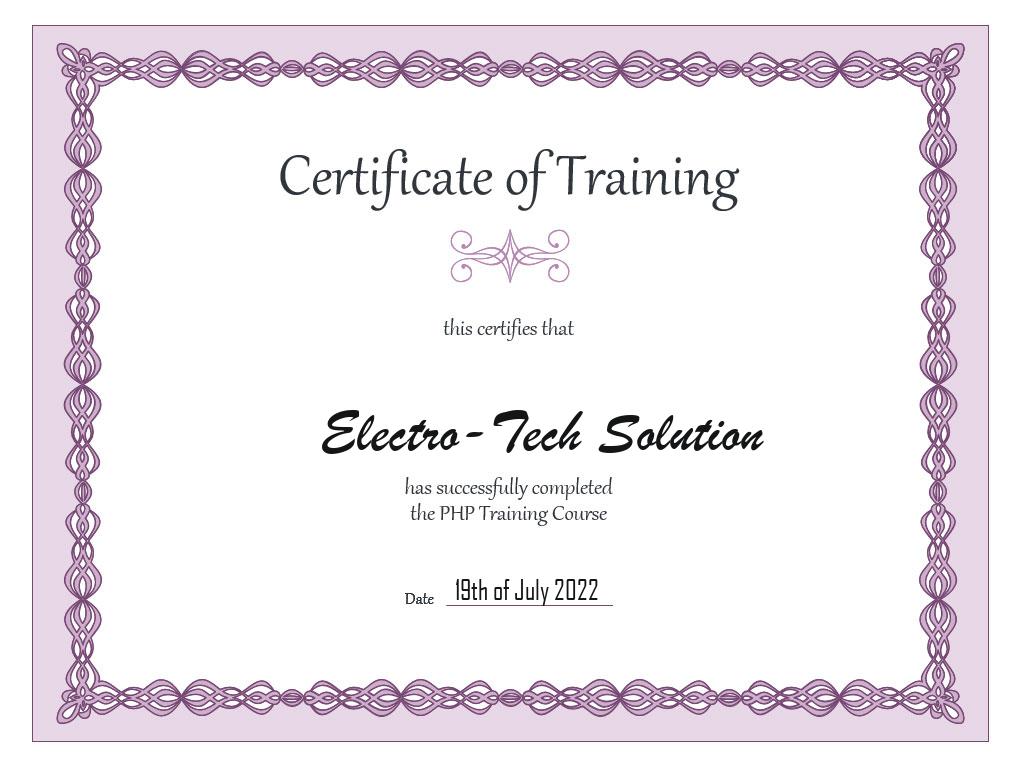 Certificate of Training
this certifies that
Electro-Tech Solution
has successfully completed
the PHP Training Course
Date 19th of July 2022